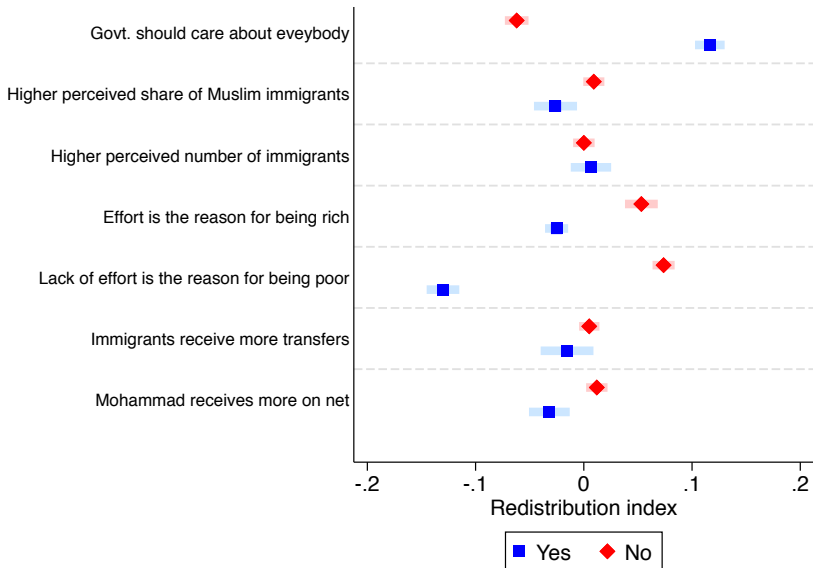 Govt. should care about eveybody
Higher perceived share of Muslim immigrants
Higher perceived number of immigrants
Effort is the reason for being rich
Lack of effort is the reason for being poor
Immigrants receive more transfers
Mohammad receives more on net
-.2 -.1 0 .1 .2
Redistribution index
Yes No